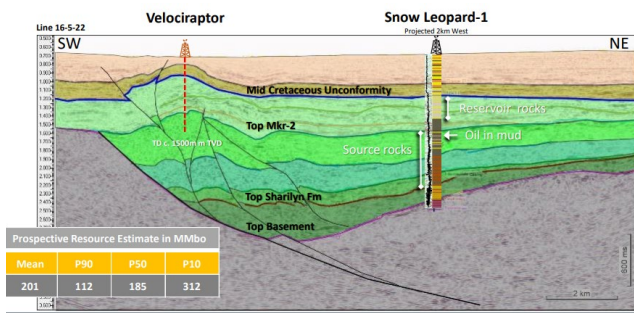 Velociraptor
Snow Leopard-1
Projected 2km West
Line 16-5-22
SW
NE
Mid Cretaceous Unconformity
Reservoir rocks
Top Mkr-2
Oil in mud
TD c. 1500m m TVD
Source rocks
Top Sharilyn Fm
Top Basement
Prospective Resource Estimate in MMbo
Mean P90 P50 P10
201 112 185 312
600 ms
2 km